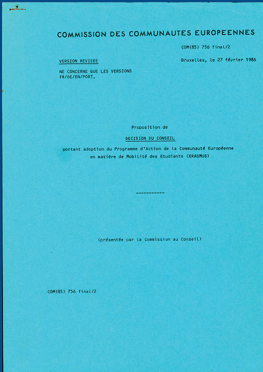 COMMISSION DES COMMUNAUTES EUROPEENNES
COM(85) 756 final/2
VERSION REVISEE
Bruxelles, le 27 février 1986
NE CONCERNE QUE LES VERSIONS
FR/DE/EN/PORT.
Proposition de
DECISION DU CONSEIL
portant adoption du Programme d'Action de la Communauté Européenne
en matière de Mobilité des Etudiants (ERASMUS)
(présentée par la Commission au Conseil)
COM(85) 756 final/2